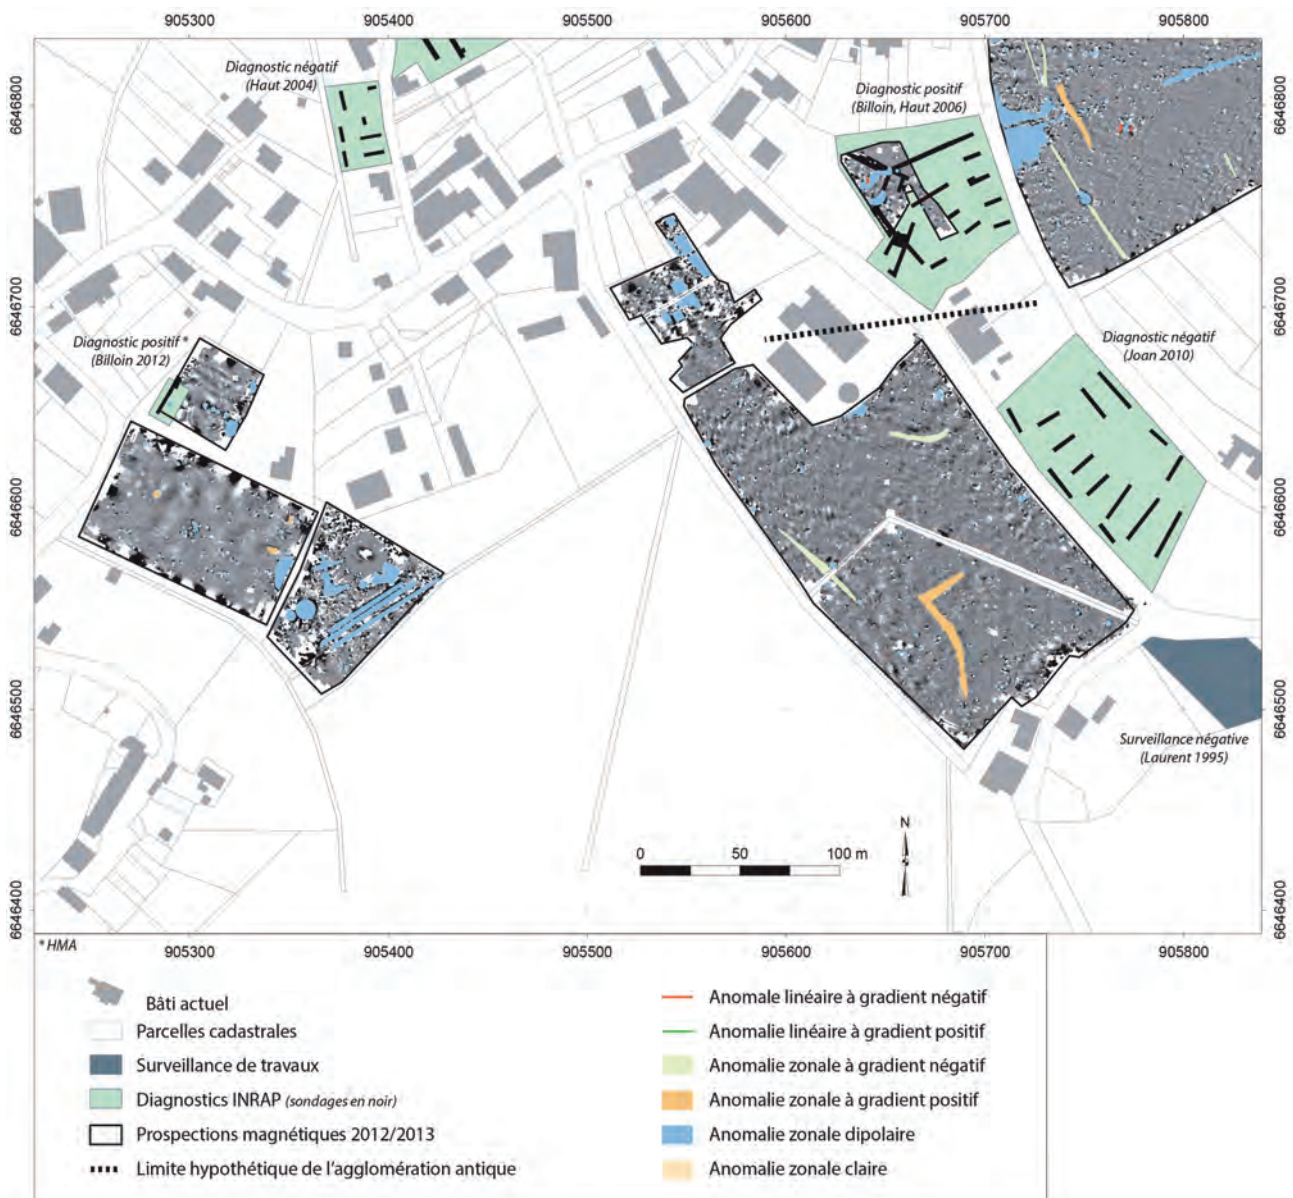 905300 905400 905500 905600 905700 905800
6646800
6646700
6646600
6646500
6646400
6646800
6646700
6646600
6646500
6646400
Diagnostic négatif
(Haut 2004)
Diagnostic positif
(Billoin, Haut 2006)
Diagnostic positif *
(Billoin 2012)
Diagnostic négatif
(Joan 2010)
Surveillance négative
(Laurent 1995)
0 50 100 m
N
905300 905400 905500 905600 905700 905800
* HMA
Bâti actuel
Parcelles cadastrales
Surveillance de travaux
Diagnostics INRAP (sondages en noir)
Prospections magnétiques 2012/2013
Limite hypothétique de l'agglomération antique
Anomale linéaire à gradient négatif
Anomalie linéaire à gradient positif
Anomalie zonale à gradient négatif
Anomalie zonale à gradient positif
Anomalie zonale dipolaire
Anomalie zonale claire